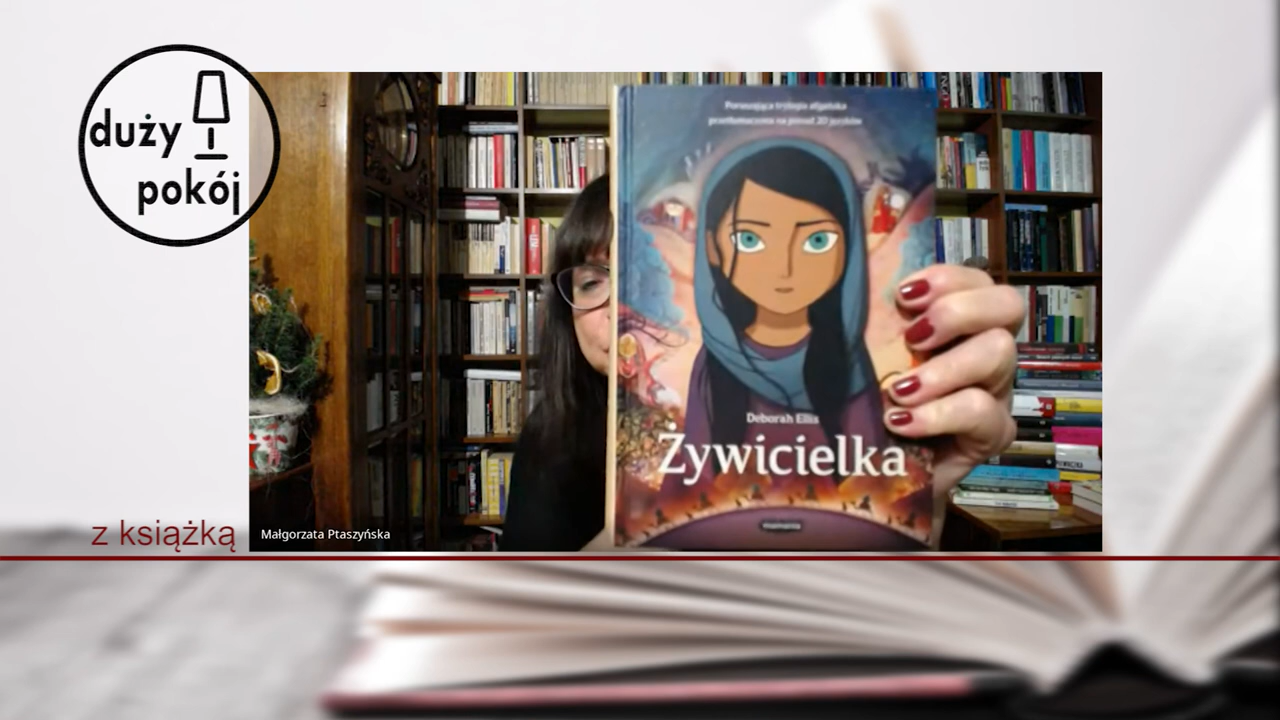 duży
pokój
Poruszająca trylogia afgańska
przetłumaczona na ponad 20 języków
Deborah Ellis
Żywicielka
mamania
z książką
Małgorzata Ptaszyńska